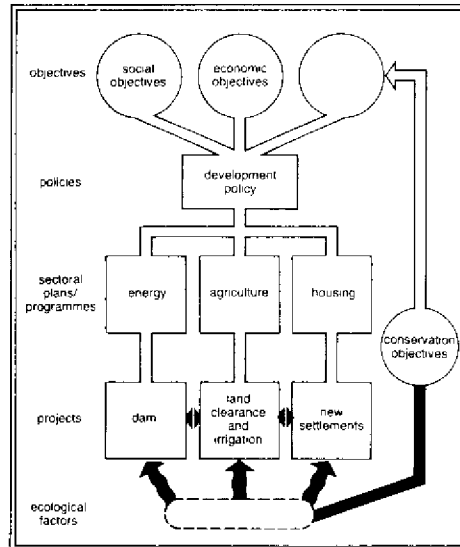 objectives
social
objectives
economic
objectives
policies
development
policy
sectoral
plans/
programmes
energy
agriculture
housing
conservation
objectives
projects
dam
land
clearance
and
irrigation
new
settlements
ecological
factors